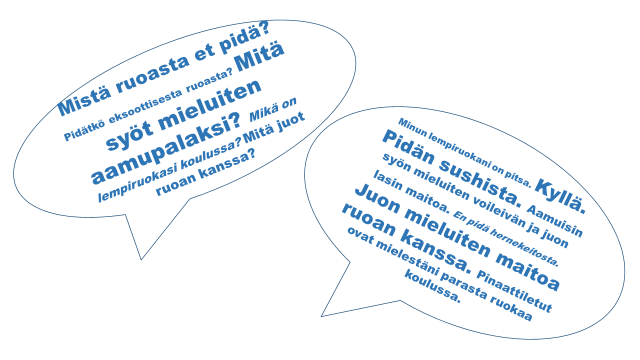 Mistä ruoasta et pidä?
Pidätkö eksoottisesta ruoasta? Mitä
syöt mieluiten
aamupalaksi? Mikä on
lempiruokasi koulussa? Mitä juot
ruoan kanssa?
Minun lempiruokani on pitsa. Kyllä.
Pidän sushista. Aamuisin
syön mieluiten voileivän ja juon
lasin maitoa. En pidä hernekeitosta.
Juon mieluiten maitoa
ruoan kanssa. Pinaattiletut
ovat mielestäni parasta ruokaa
koulussa.